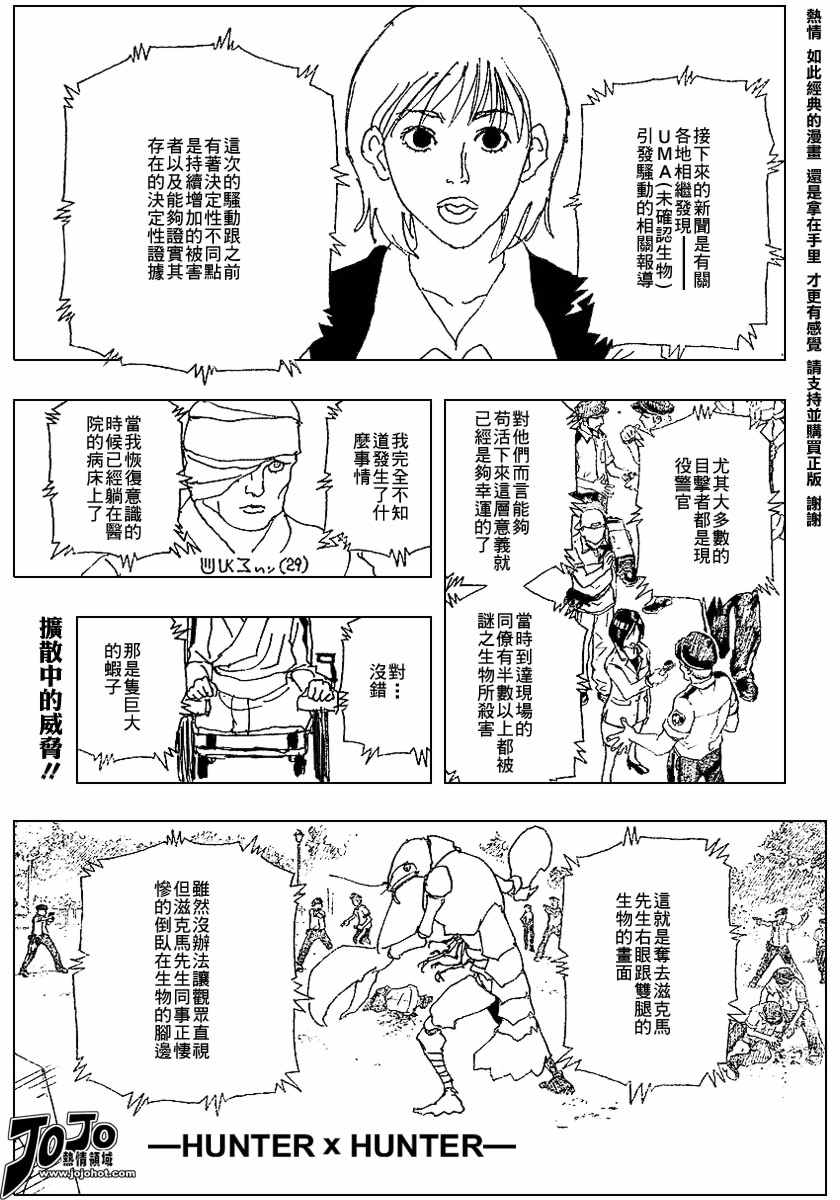 熱情 如此經典的漫畫 還是拿在手里 才更有感覺 請支持並購買正版 謝謝
接下來的新聞是有關
各地相繼發現——
UMA(未確認生物)
引發騷動的相關報導
這次的騷動跟之前
有著決定性不同點
是持續增加的被害
者以及能夠證實其
存在的決定性證據
尤其大多數的
目擊者都是現
役警官
對他們而言能夠
苟活下來這層意義就
已經是夠幸運的了
當時到達現場的
同僚有半數以上都被
謎之生物所殺害
我完全不知
道發生了什
麼事情
當我恢復意識的
時候已經躺在醫
院的病床上了
(29)
對…
沒錯
那是隻巨大
的蝦子
擴散中的威脅!!
這就是奪去滋克馬
先生右眼跟雙腿的
生物的畫面
雖然沒辦法讓觀眾直視
但滋克馬先生同事正悽
慘的倒臥在生物的腳邊
—HUNTER x HUNTER—
JOJO
熱情領域
www.jojohot.com